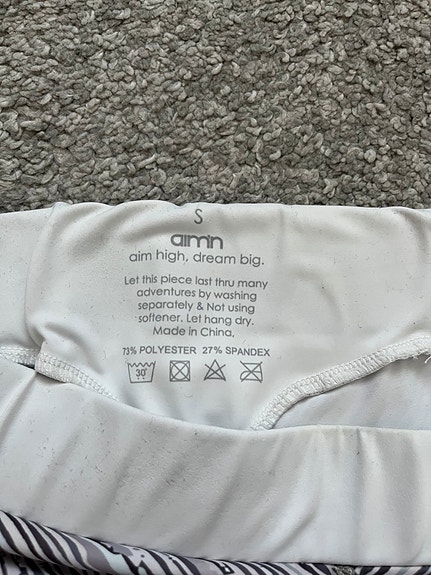 S
aim'n
aim high, dream big.
Let this piece last thru many
adventures by washing
separately & Not using
softener. Let hang dry.
Made in China.
73% POLYESTER 27% SPANDEX
30°